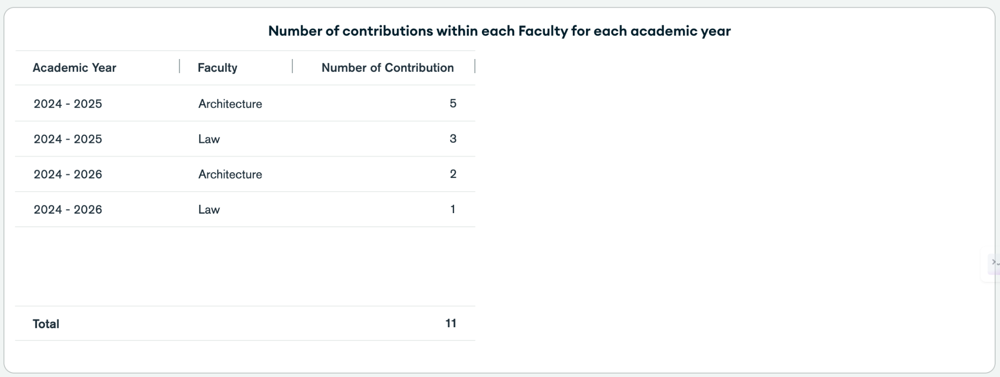 Number of contributions within each Faculty for each academic year
Academic Year Faculty Number of Contribution
2024 - 2025 Architecture 5
2024 - 2025 Law 3
2024 - 2026 Architecture 2
2024 - 2026 Law 1
Total 11